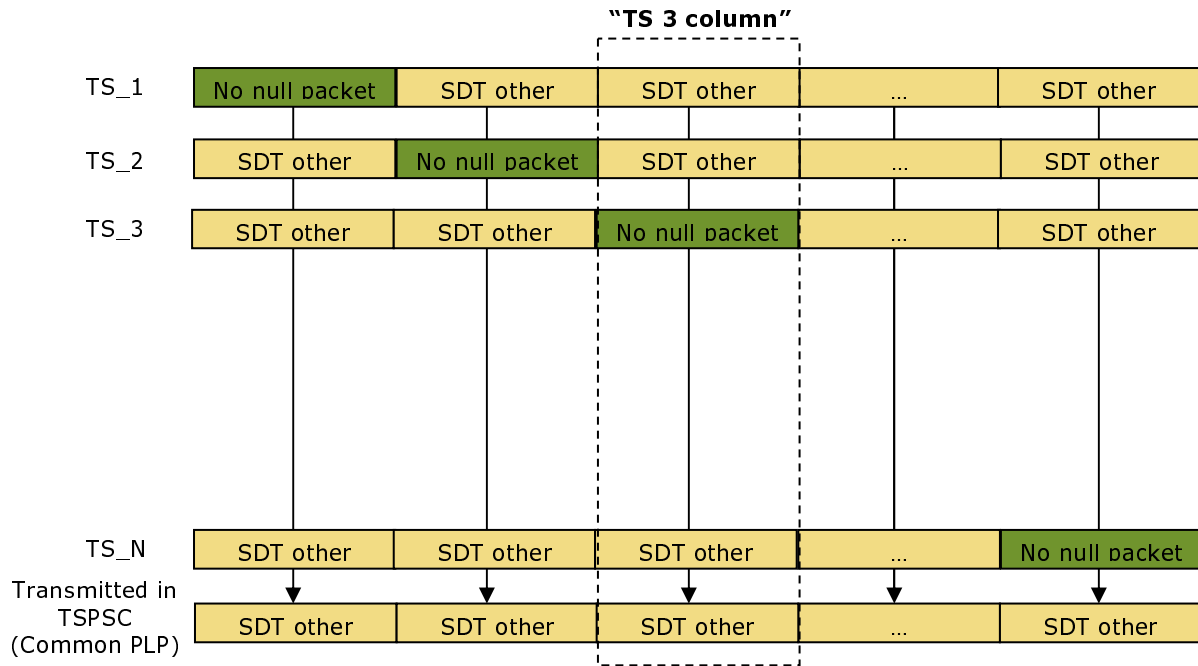 “TS 3 column”
TS_1 No null packet SDT other SDT other ... SDT other
TS_2 SDT other No null packet SDT other ... SDT other
TS_3 SDT other SDT other No null packet ... SDT other
TS_N SDT other SDT other SDT other ... No null packet
Transmitted in
TSPSC
(Common PLP)
SDT other SDT other SDT other ... SDT other